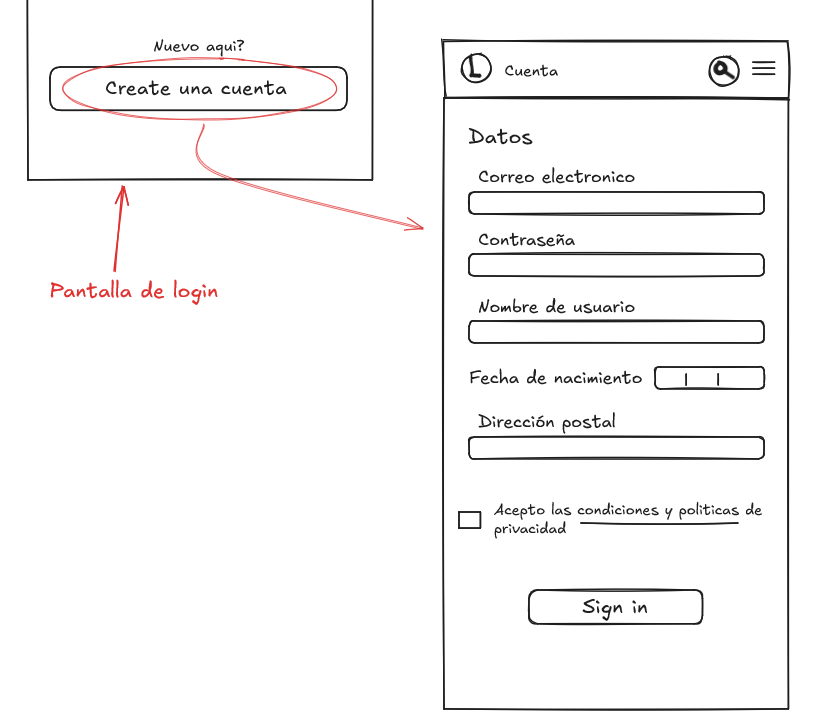 Nuevo aqui?
Create una cuenta
Pantalla de login
L Cuenta
Datos
Correo electronico
Contraseña
Nombre de usuario
Fecha de nacimiento
Dirección postal
Acepto las condiciones y politicas de
privacidad
Sign in